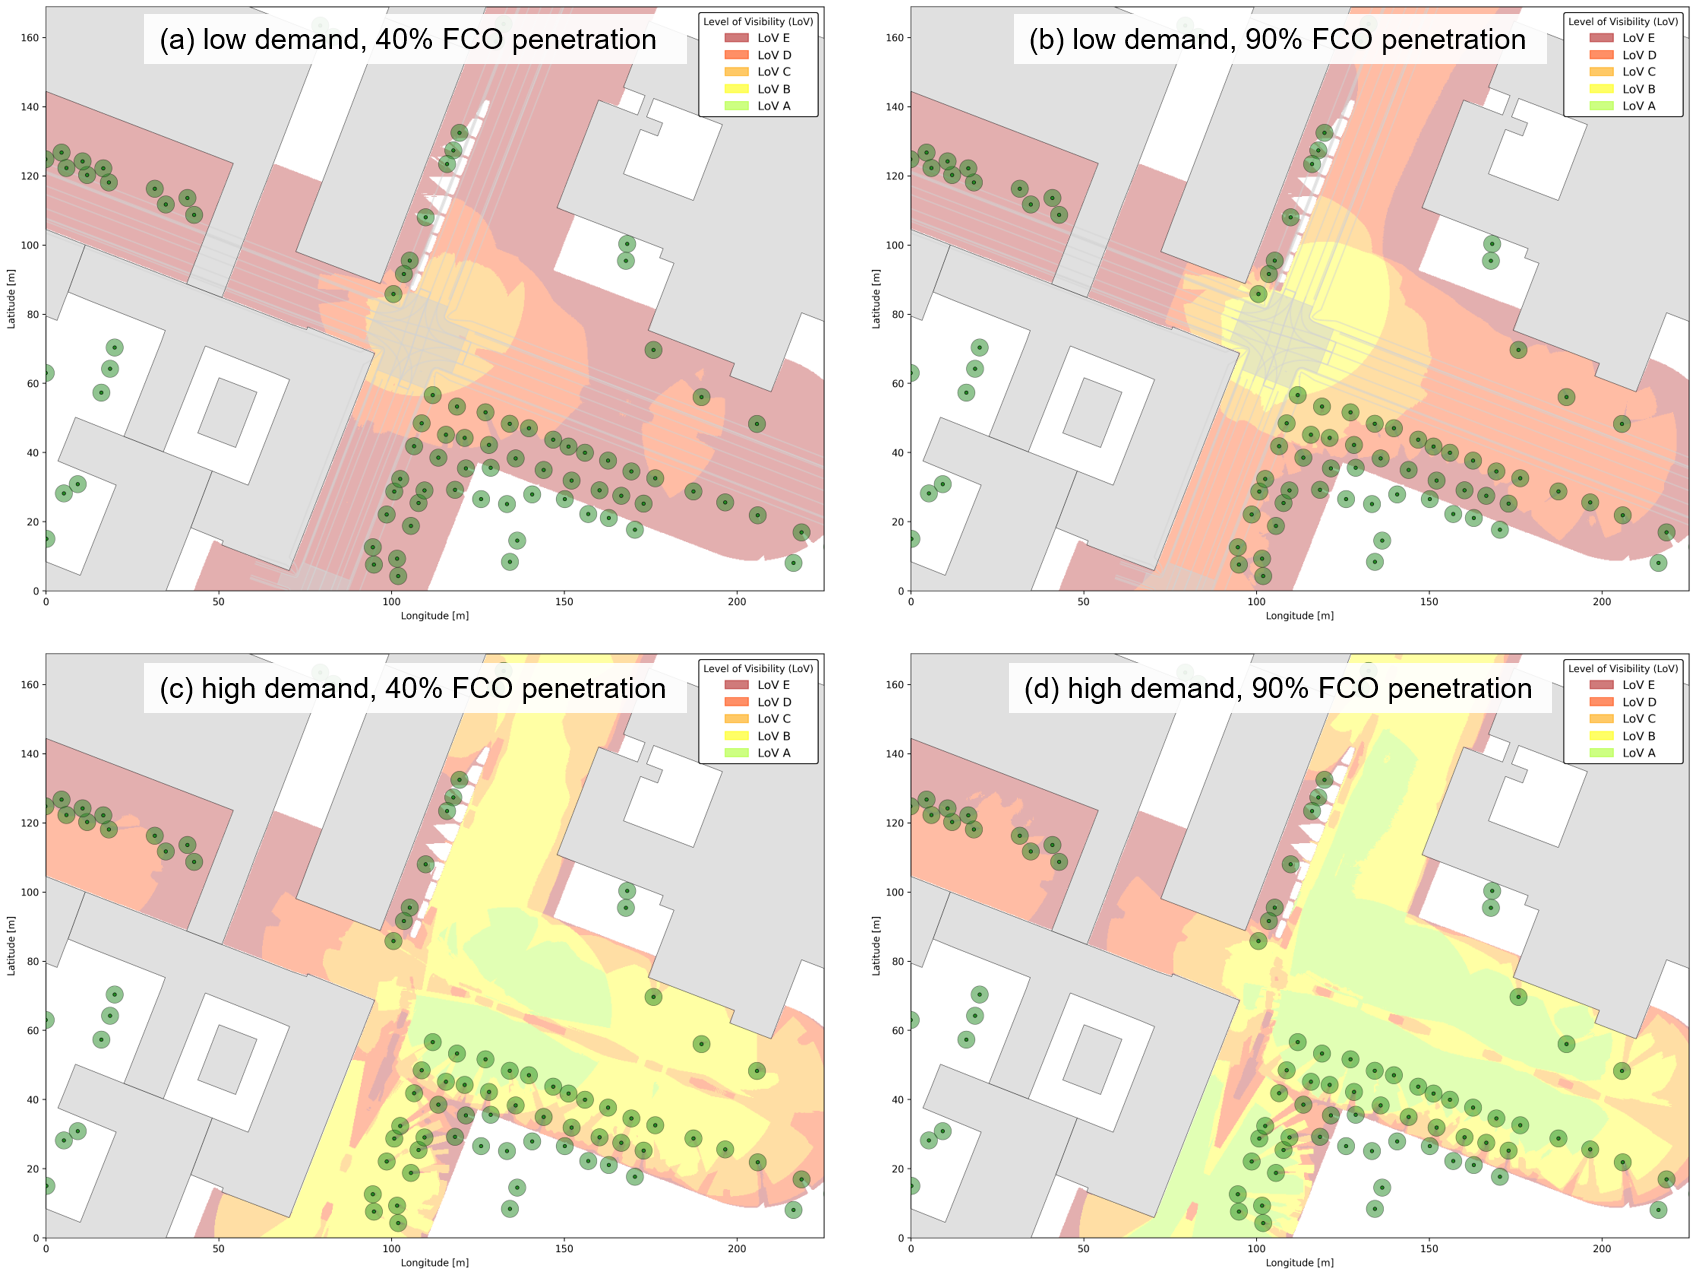 (a) low demand, 40% FCO penetration
Level of Visibility (LoV)
LoV E
LoV D
LoV C
LoV B
LoV A
160
140
120
100
80
60
40
20
0
Latitude [m]
0 50 100 150 200
Longitude [m]
(b) low demand, 90% FCO penetration
Level of Visibility (LoV)
LoV E
LoV D
LoV C
LoV B
LoV A
160
140
120
100
80
60
40
20
0
Latitude [m]
0 50 100 150 200
Longitude [m]
(c) high demand, 40% FCO penetration
Level of Visibility (LoV)
LoV E
LoV D
LoV C
LoV B
LoV A
160
140
120
100
80
60
40
20
0
Latitude [m]
0 50 100 150 200
Longitude [m]
(d) high demand, 90% FCO penetration
Level of Visibility (LoV)
LoV E
LoV D
LoV C
LoV B
LoV A
160
140
120
100
80
60
40
20
0
Latitude [m]
0 50 100 150 200
Longitude [m]